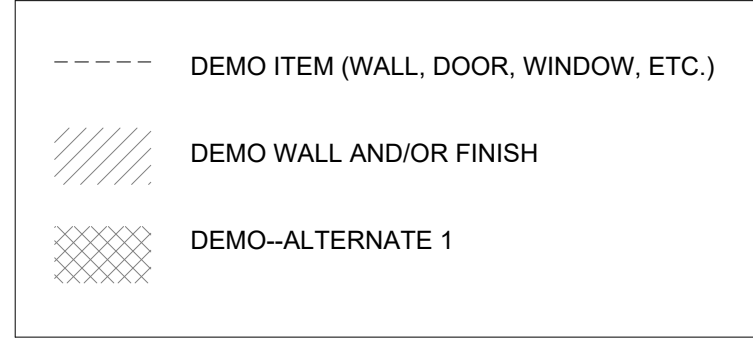 DEMO ITEM (WALL, DOOR, WINDOW, ETC.)
DEMO WALL AND/OR FINISH
DEMO--ALTERNATE 1